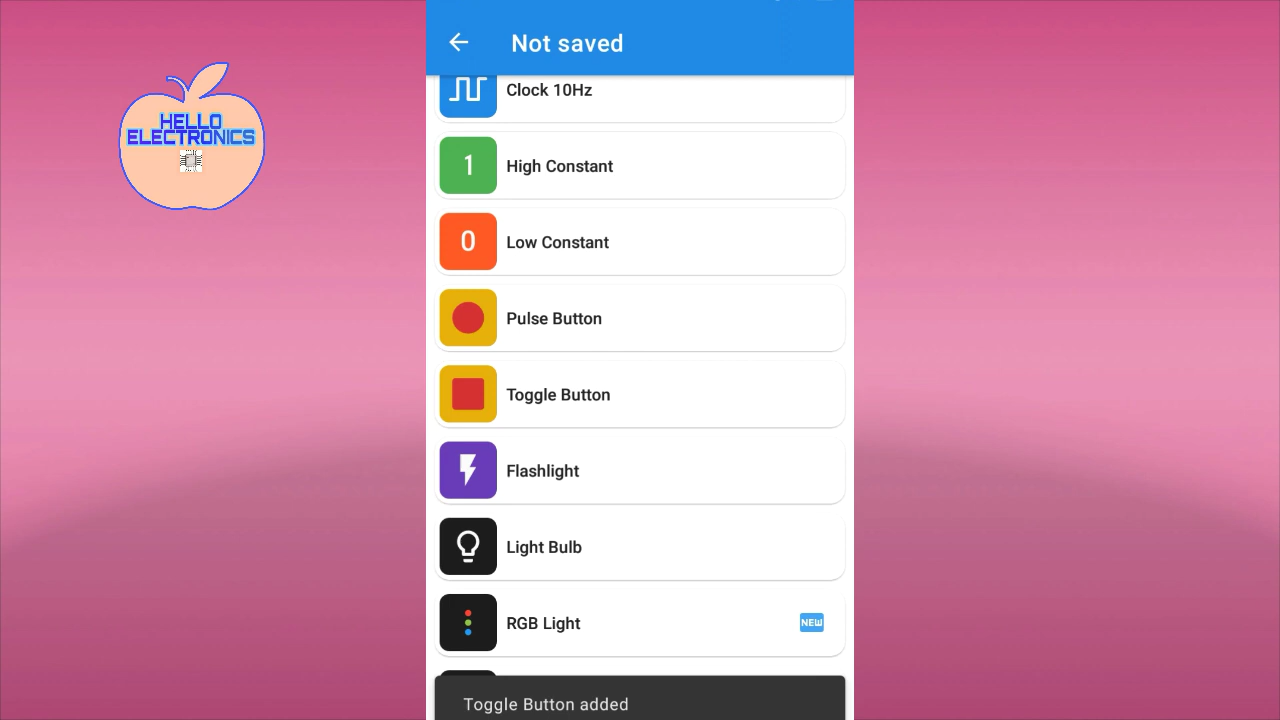 HELLO
ELECTRONICS
Not saved
Clock 10Hz
1 High Constant
0 Low Constant
Pulse Button
Toggle Button
Flashlight
Light Bulb
RGB Light NEW
Toggle Button added